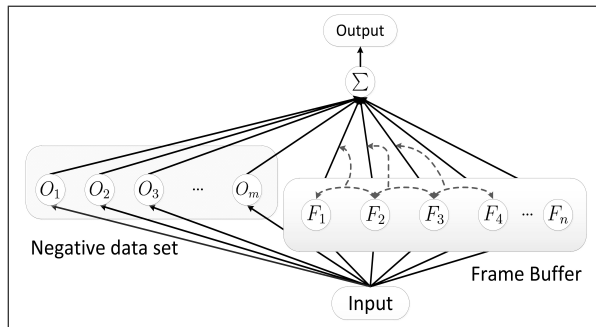 Output
∑
O₁ O₂ O₃ ... Oₘ
F₁ F₂ F₃ F₄ ... Fₙ
Negative data set
Frame Buffer
Input